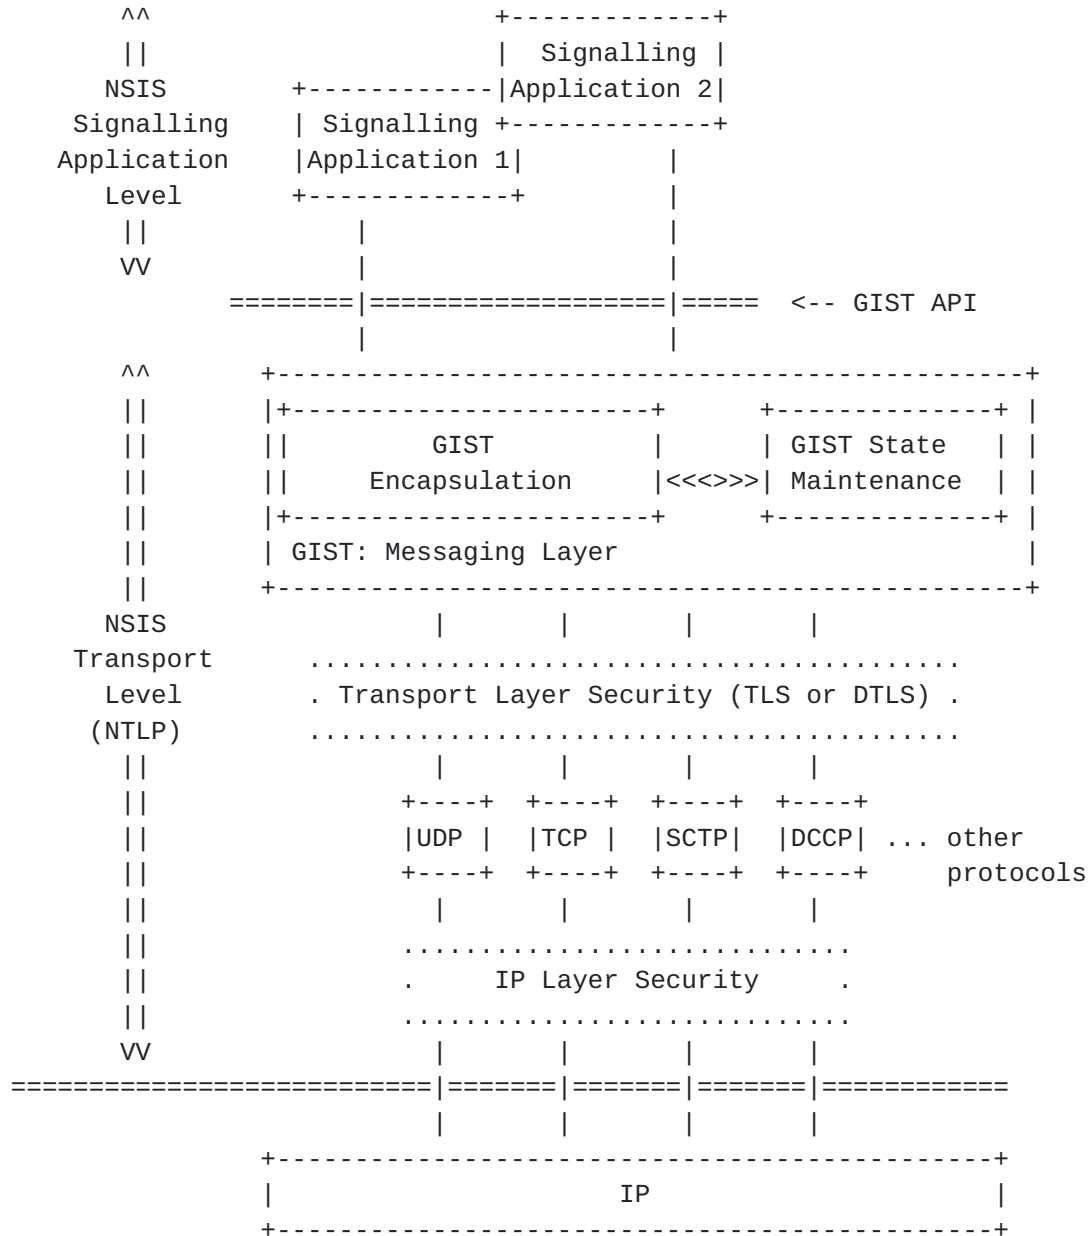 ^^                      +-------------+
      ||                      |  Signalling |
     NSIS        +------------|Application 2|
   Signalling    | Signalling +-------------+
  Application    |Application 1|         |
     Level       +-------------+         |
      ||             |                   |
      VV             |                   |
             ========|===================|=====  <-- GIST API
                     |                   |
      ^^       +------------------------------------------------+
      ||       |+-----------------------+      +--------------+ |
      ||       ||         GIST          |      | GIST State   | |
      ||       ||     Encapsulation     |<<<>>>| Maintenance  | |
      ||       |+-----------------------+      +--------------+ |
      ||       | GIST: Messaging Layer                          |
      ||       +------------------------------------------------+
     NSIS                 |       |       |       |
   Transport      ..........................................
     Level        . Transport Layer Security (TLS or DTLS) .
    (NTLP)        ..........................................
      ||                  |       |       |       |
      ||                +----+  +----+  +----+  +----+
      ||                |UDP |  |TCP |  |SCTP|  |DCCP| ... other
      ||                +----+  +----+  +----+  +----+     protocols
      ||                  |       |       |       |
      ||                .............................
      ||                .     IP Layer Security     .
      ||                .............................
      VV                  |       |       |       |
===========================|=======|=======|=======|============
                          |       |       |       |
               +----------------------------------------------+
               |                      IP                      |
               +----------------------------------------------+